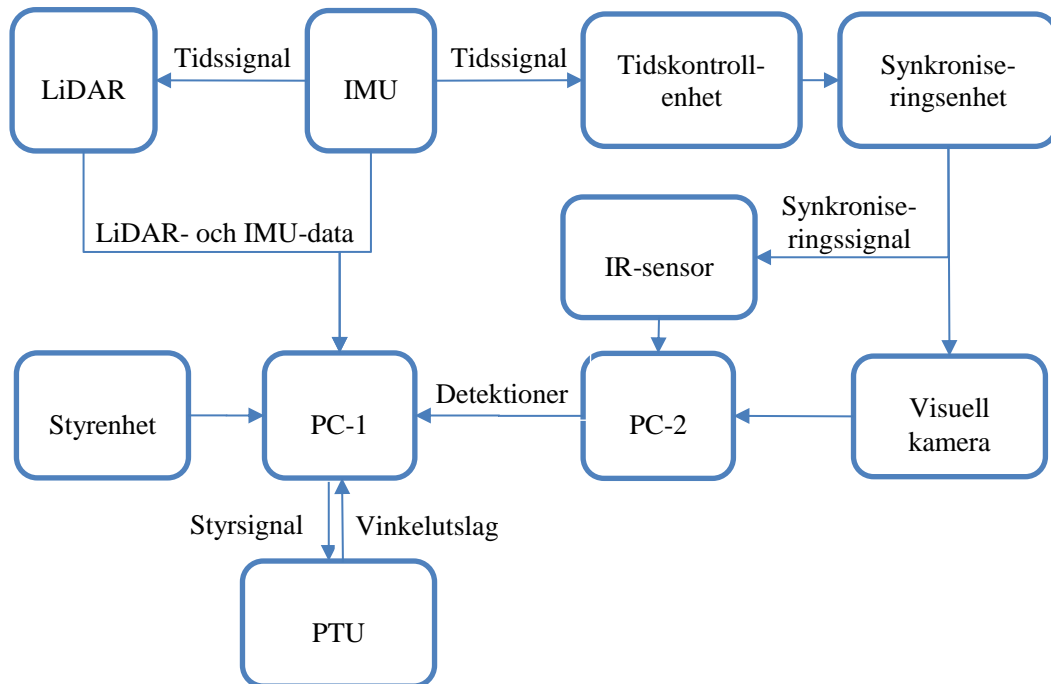 Tidssignal
Tidssignal
LiDAR
IMU
Tidskontroll-
enhet
Synkronise-
ringsenhet
LiDAR- och IMU-data
Synkronise-
ringssignal
IR-sensor
Styrenhet
PC-1
Detektioner
PC-2
Visuell
kamera
Styrsignal
Vinkelutslag
PTU